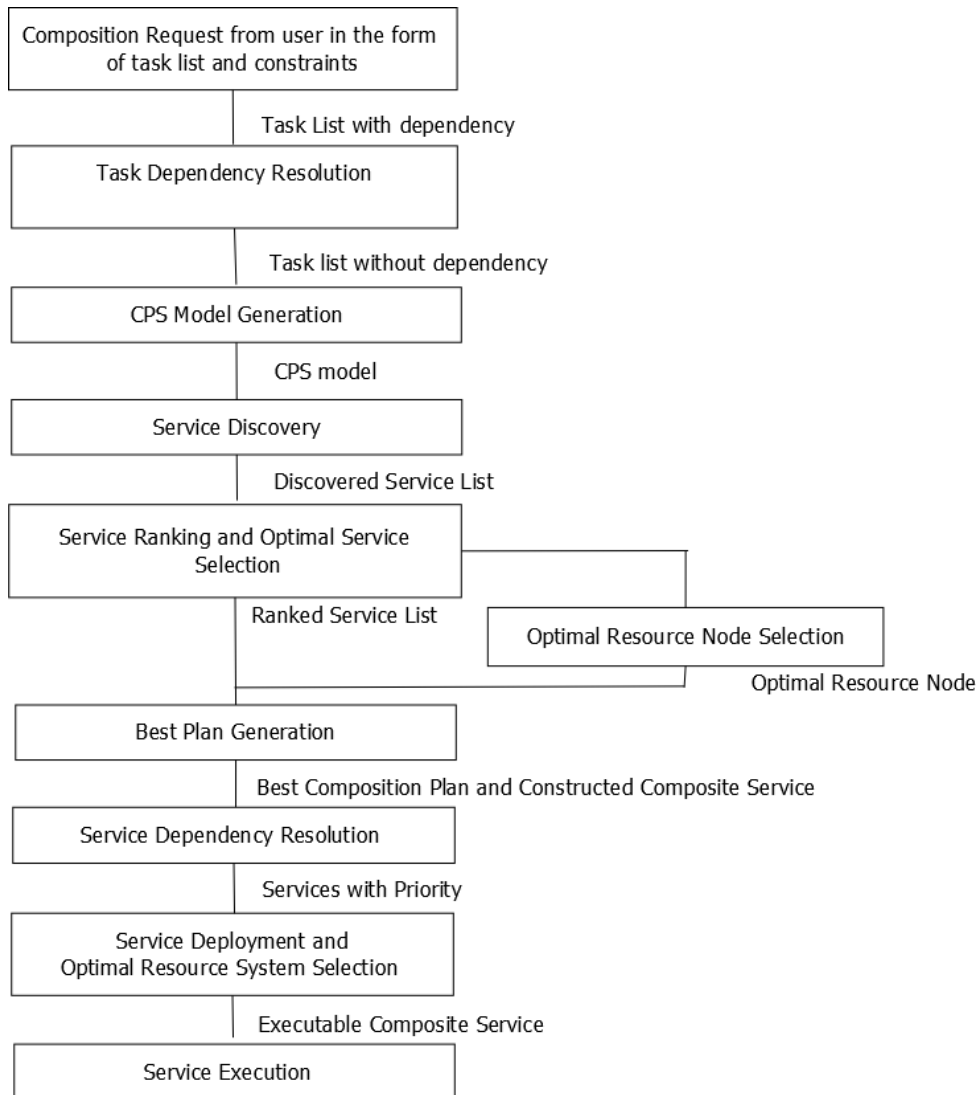 Composition Request from user in the form
of task list and constraints
Task List with dependency
Task Dependency Resolution
Task list without dependency
CPS Model Generation
CPS model
Service Discovery
Discovered Service List
Service Ranking and Optimal Service
Selection
Ranked Service List
Optimal Resource Node Selection
Optimal Resource Node
Best Plan Generation
Best Composition Plan and Constructed Composite Service
Service Dependency Resolution
Services with Priority
Service Deployment and
Optimal Resource System Selection
Executable Composite Service
Service Execution